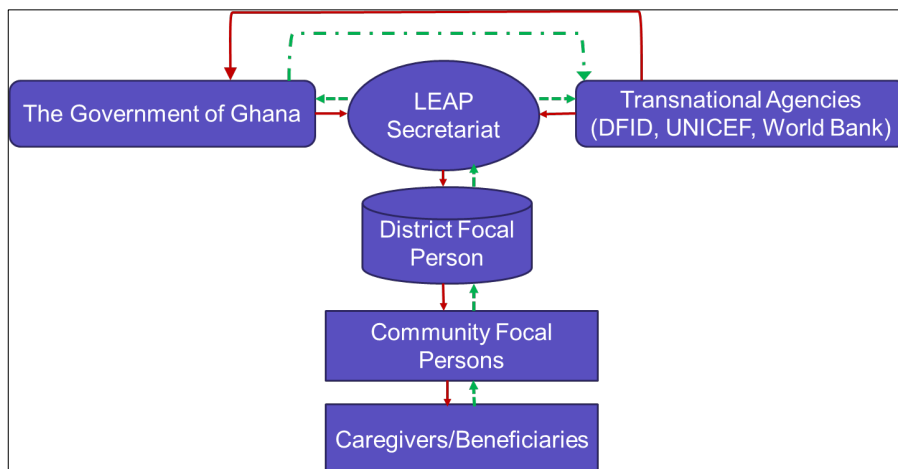 The Government of Ghana
LEAP
Secretariat
Transnational Agencies
(DFID, UNICEF, World Bank)
District Focal
Person
Community Focal
Persons
Caregivers/Beneficiaries